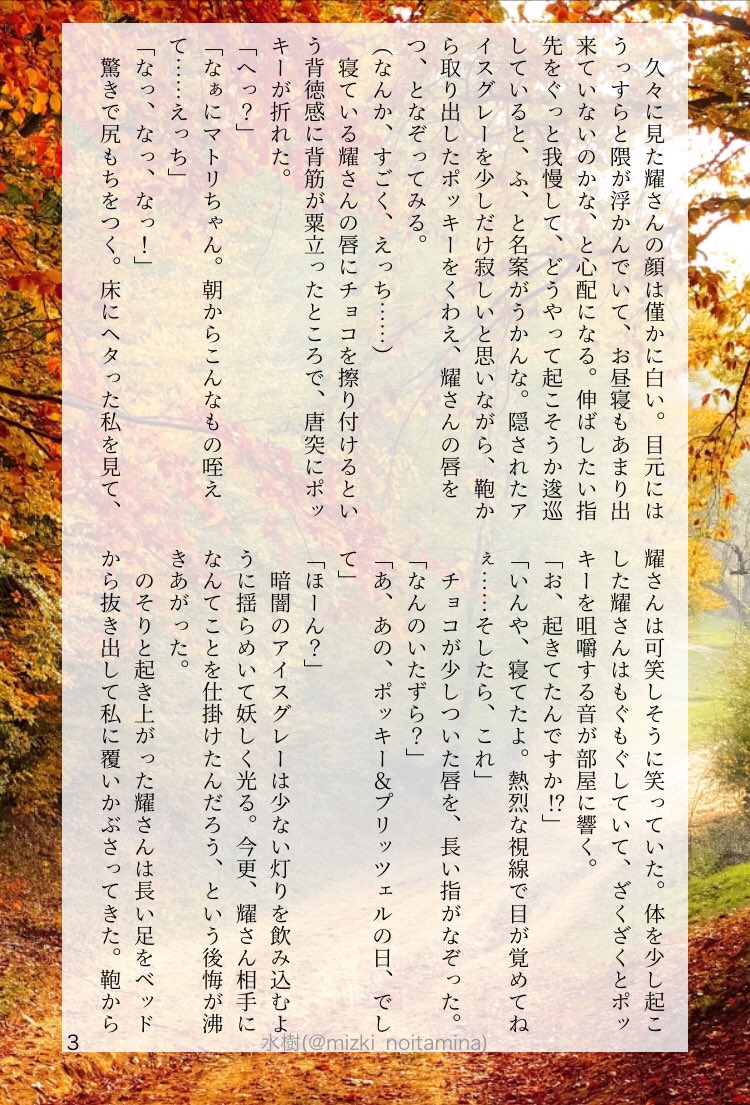 久々に見た耀さんの顔は僅かに白い。目元には
うっすらと隈が浮かんでいて、お昼寝もあまり出
来ていないのかな、と心配になる。伸ばしたい指
先をぐっと我慢して、どうやって起こそうか逡巡
していると、ふ、と名案がうかんな。隠されたア
イスグレーを少しだけ寂しいと思いながら、鞄か
ら取り出したポッキーをくわえ、耀さんの唇を
つ、となぞってみる。
（なんか、すごく、えっち……）
　寝ている耀さんの唇にチョコを擦り付けるとい
う背徳感に背筋が粟立ったところで、唐突にポッ
キーが折れた。
「へっ？」
「なぁにマトリちゃん。朝からこんなもの咥え
て……えっち」
「なっ、なっ、なっ！」
　驚きで尻もちをつく。床にヘタった私を見て、
耀さんは可笑しそうに笑っていた。体を少し起こ
した耀さんはもぐもぐしていて、ざくざくとポッ
キーを咀嚼する音が部屋に響く。
「お、起きてたんですか⁉」
「いんや、寝てたよ。熱烈な視線で目が覚めてね
ぇ……そしたら、これ」
　チョコが少しついた唇を、長い指がなぞった。
「なんのいたずら？」
「あ、あの、ポッキー＆プリッツェルの日、でし
て」
「ほーん？」
　暗闇のアイスグレーは少ない灯りを飲み込むよ
うに揺らめいて妖しく光る。今更、耀さん相手に
なんてことを仕掛けたんだろう、という後悔が沸
きあがった。
　のそりと起き上がった耀さんは長い足をベッド
から抜き出して私に覆いかぶさってきた。鞄から
3
水樹(@mizki_noitamina)